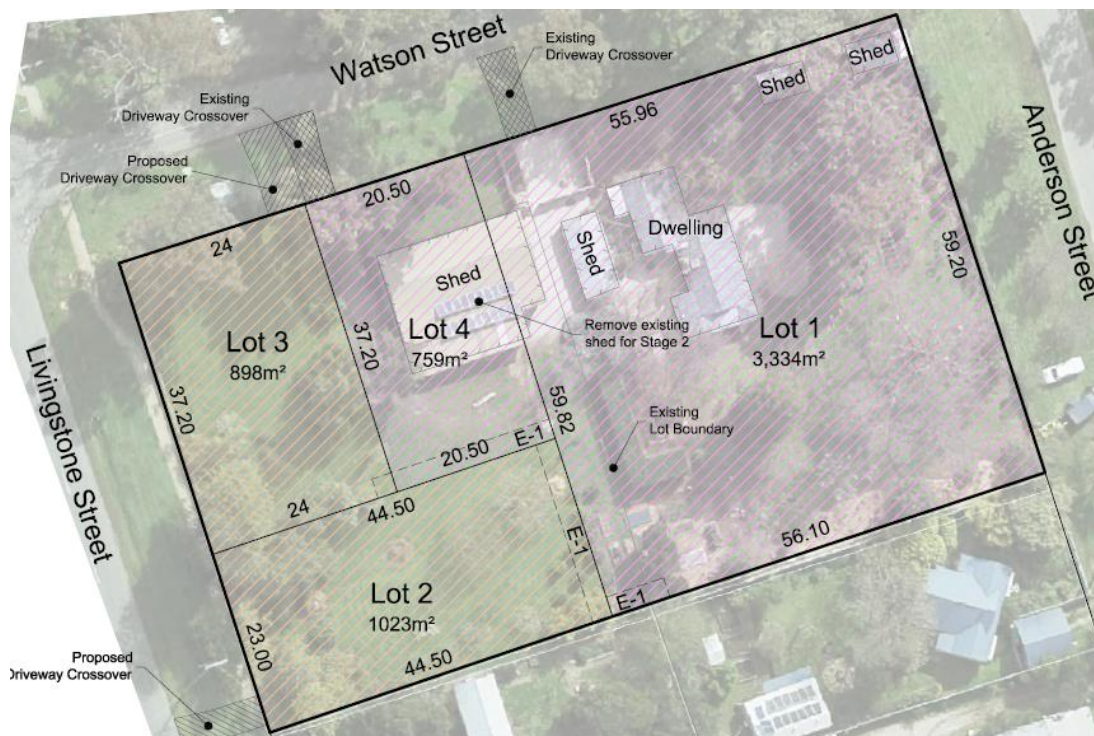 Watson Street
Existing
Driveway Crossover
Existing
Driveway Crossover
Proposed
Driveway Crossover
Shed
Shed
55.96
20.50
24
Anderson Street
59.20
Dwelling
Shed
Shed
Remove existing
shed for Stage 2
Lot 3
898m²
37.20
Lot 4
759m²
Lot 1
3,334m²
Livingstone Street
37.20
59.82
Existing
Lot Boundary
20.50
E-1
24
44.50
E-1
56.10
Lot 2
1023m²
E-1
23.00
44.50
Proposed
Driveway Crossover